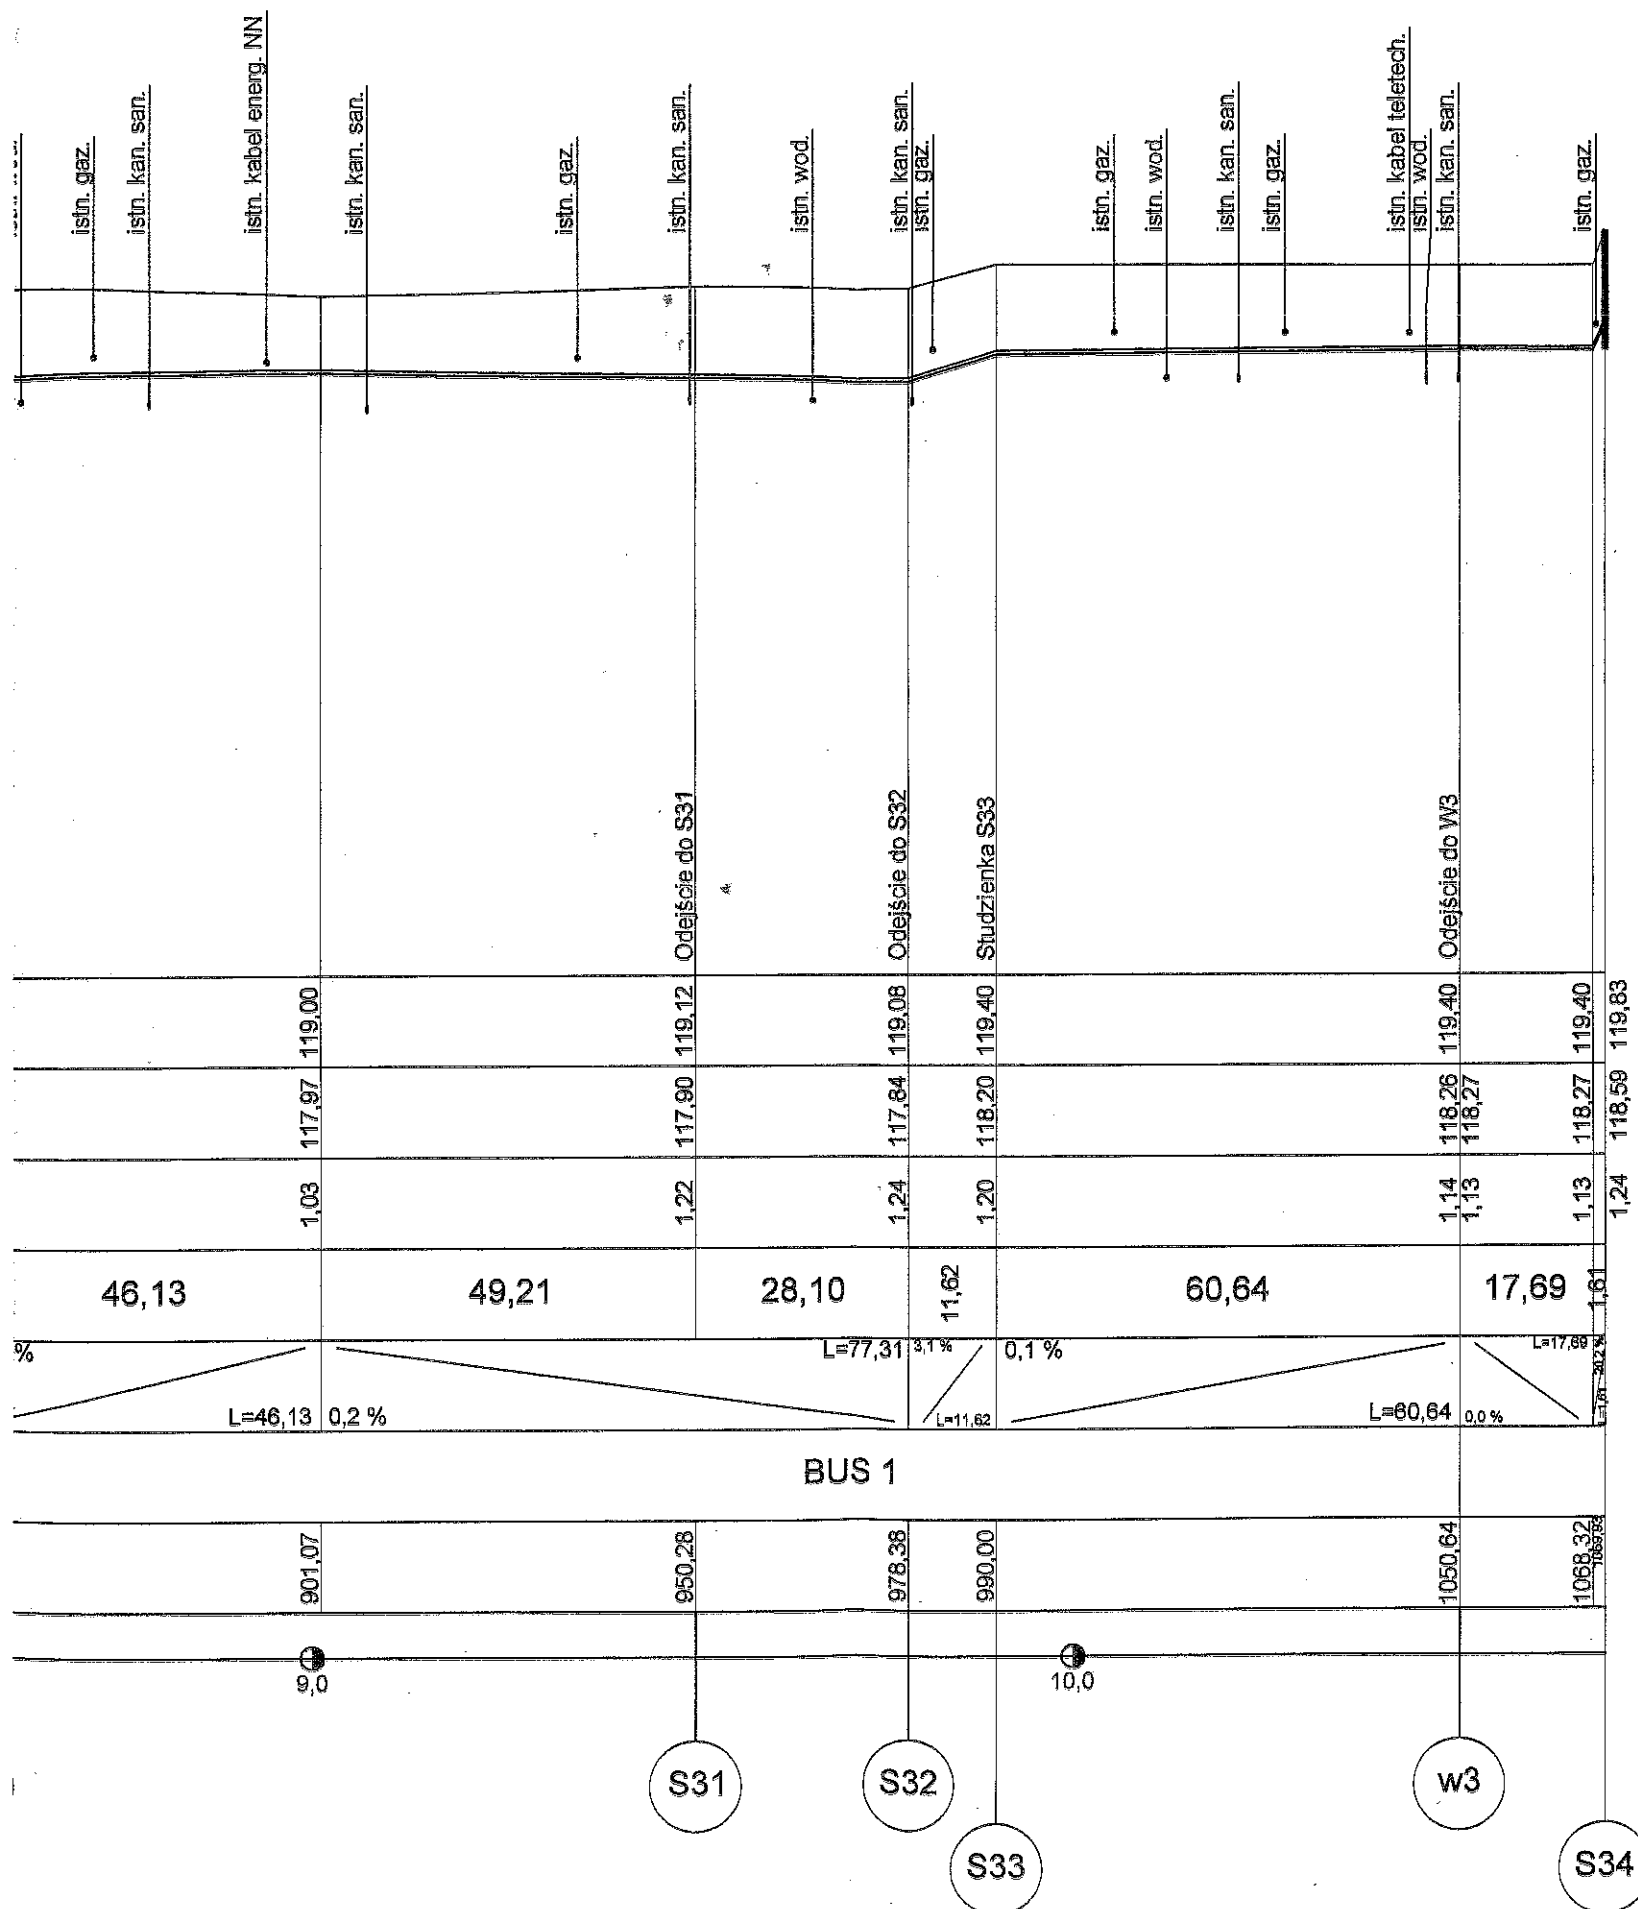 istn. gaz.
istn. kan. san.
istn. kabel energ. NN
istn. kan. san.
istn. gaz.
istn. kan. san.
istn. wod.
istn. kan. san.
istn. gaz.
istn. gaz.
istn. wod.
istn. kan. san.
istn. gaz.
istn. kabel teletech.
istn. wod.
istn. kan. san.
istn. gaz.
Odejście do S31
Odejście do S32
Studzienka S33
Odejście do W3
119,00
119,12
119,08
119,40
119,40
119,40
119,83
117,97
117,90
117,84
118,20
118,26
118,27
118,27
118,59
1,03
1,22
1,24
1,20
1,14
1,13
1,13
1,24
46,13
49,21
28,10
11,62
60,64
17,69
1,61
%
L=77,31
3,1 %
0,1 %
L=17,69
20,2 %
L=46,13
0,2 %
L=11,62
L=60,64
0,0 %
L=1,61
BUS 1
901,07
950,28
978,38
990,00
1050,64
1068,32
1069,93
9,0
10,0
S31
S32
w3
S33
S34